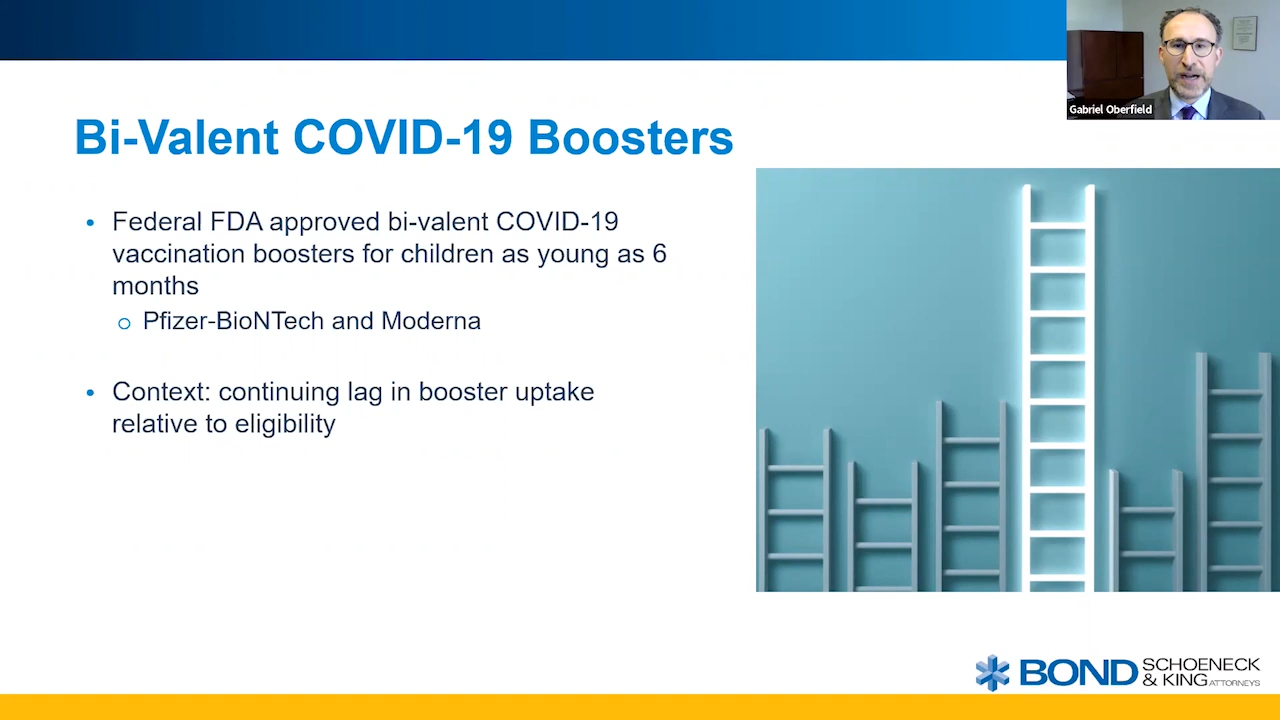 Gabriel Oberfield
Bi-Valent COVID-19 Boosters
• Federal FDA approved bi-valent COVID-19
vaccination boosters for children as young as 6
months
o Pfizer-BioNTech and Moderna
• Context: continuing lag in booster uptake
relative to eligibility
BOND SCHOENECK
& KING ATTORNEYS